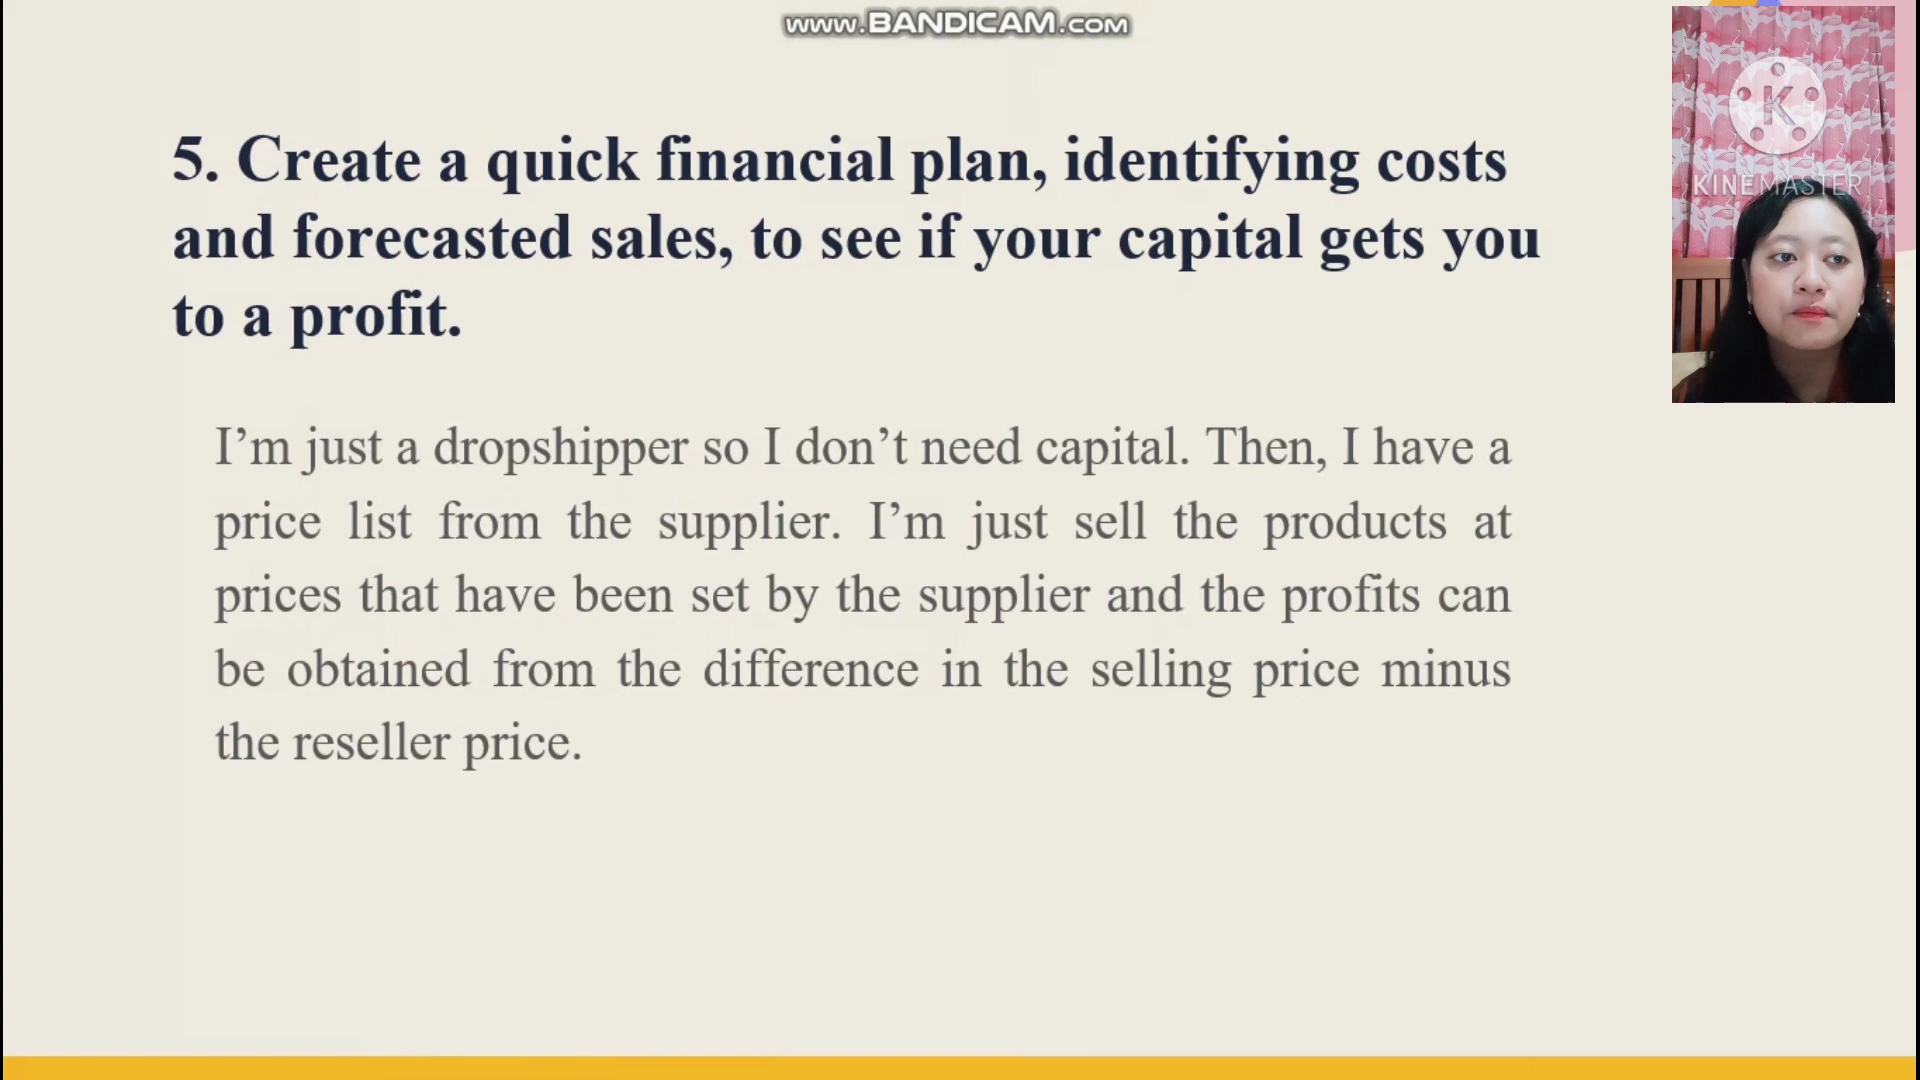 www.BANDICAM.com
5. Create a quick financial plan, identifying costs
and forecasted sales, to see if your capital gets you
to a profit.
I’m just a dropshipper so I don’t need capital. Then, I have a
price list from the supplier. I’m just sell the products at
prices that have been set by the supplier and the profits can
be obtained from the difference in the selling price minus
the reseller price.
K
KINEMASTER